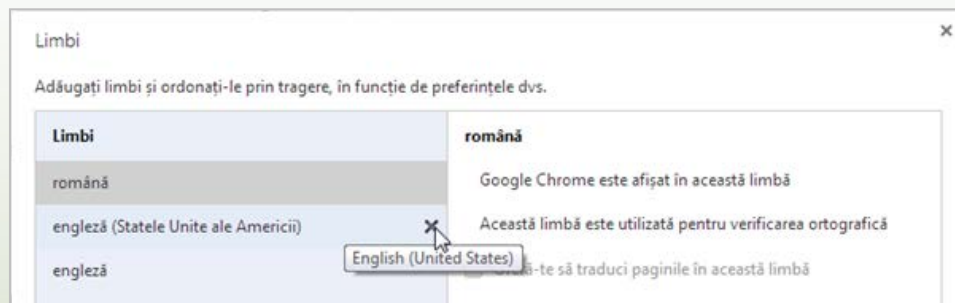 Limbi
Adăugați limbi și ordonați-le prin tragere, în funcție de preferințele dvs.
Limbi
română
română
Google Chrome este afișat în această limbă
engleză (Statele Unite ale Americii)
Această limbă este utilizată pentru verificarea ortografică
English (United States)
engleză
să traduci paginile în această limbă